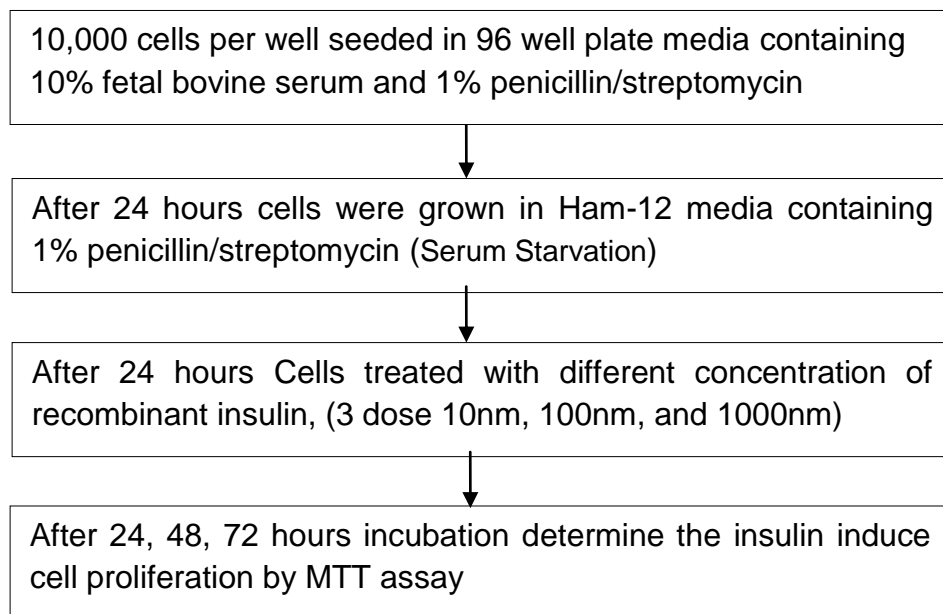 10,000 cells per well seeded in 96 well plate media containing
10% fetal bovine serum and 1% penicillin/streptomycin
After 24 hours cells were grown in Ham-12 media containing
1% penicillin/streptomycin (Serum Starvation)
After 24 hours Cells treated with different concentration of
recombinant insulin, (3 dose 10nm, 100nm, and 1000nm)
After 24, 48, 72 hours incubation determine the insulin induce
cell proliferation by MTT assay